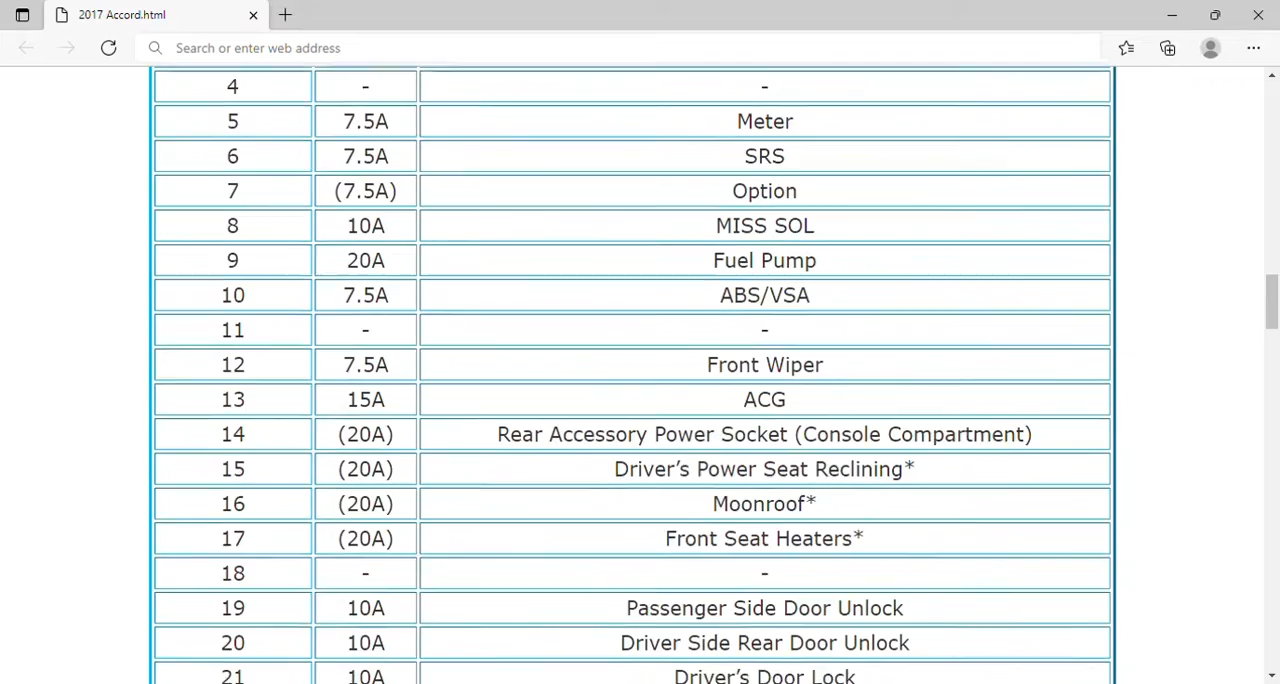 2017 Accord.html
Search or enter web address
4 - -
5 7.5A Meter
6 7.5A SRS
7 (7.5A) Option
8 10A MISS SOL
9 20A Fuel Pump
10 7.5A ABS/VSA
11 - -
12 7.5A Front Wiper
13 15A ACG
14 (20A) Rear Accessory Power Socket (Console Compartment)
15 (20A) Driver’s Power Seat Reclining*
16 (20A) Moonroof*
17 (20A) Front Seat Heaters*
18 - -
19 10A Passenger Side Door Unlock
20 10A Driver Side Rear Door Unlock
21 10A Driver’s Door Lock